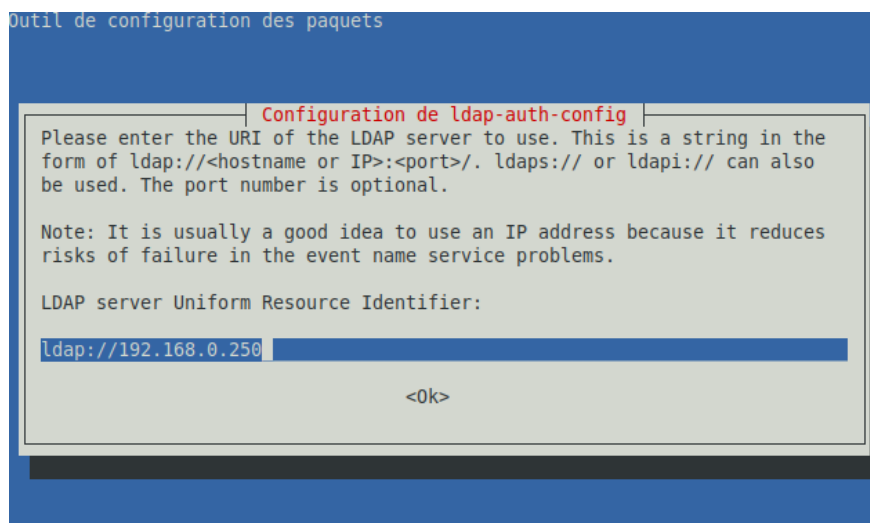 Outil de configuration des paquets
Configuration de ldap-auth-config
Please enter the URI of the LDAP server to use. This is a string in the
form of ldap://<hostname or IP>:<port>/. ldaps:// or ldapi:// can also
be used. The port number is optional.
Note: It is usually a good idea to use an IP address because it reduces
risks of failure in the event name service problems.
LDAP server Uniform Resource Identifier:
ldap://192.168.0.250
<Ok>